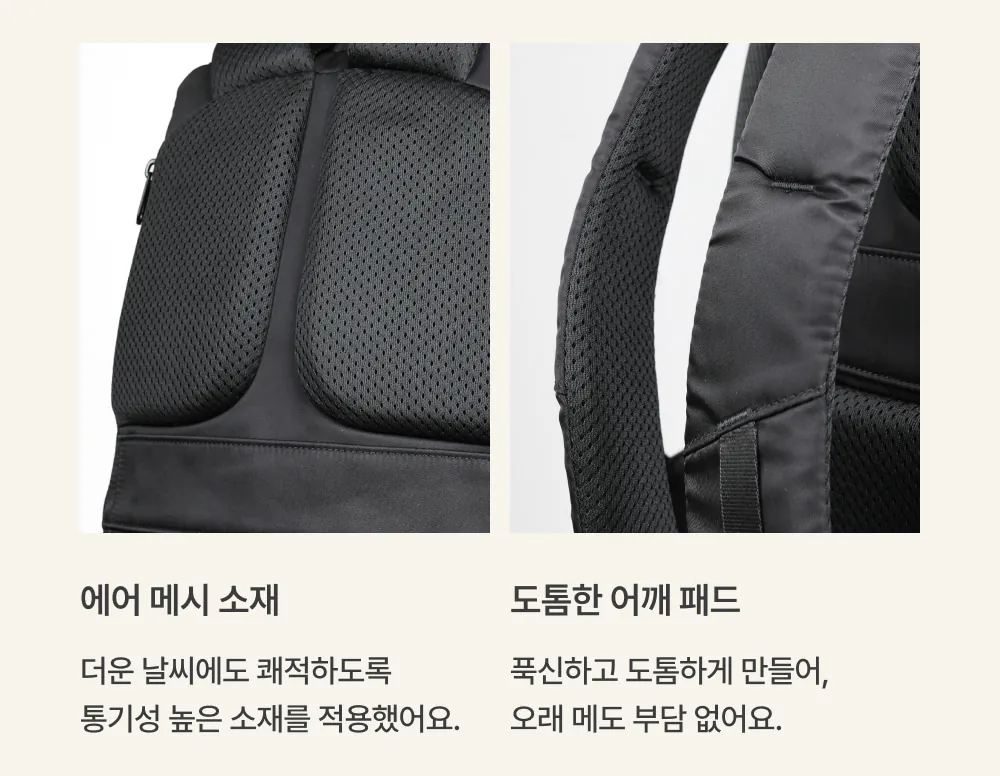 에어 메시 소재
더운 날씨에도 쾌적하도록
통기성 높은 소재를 적용했어요.
도톰한 어깨 패드
푹신하고 도톰하게 만들어,
오래 메도 부담 없어요.